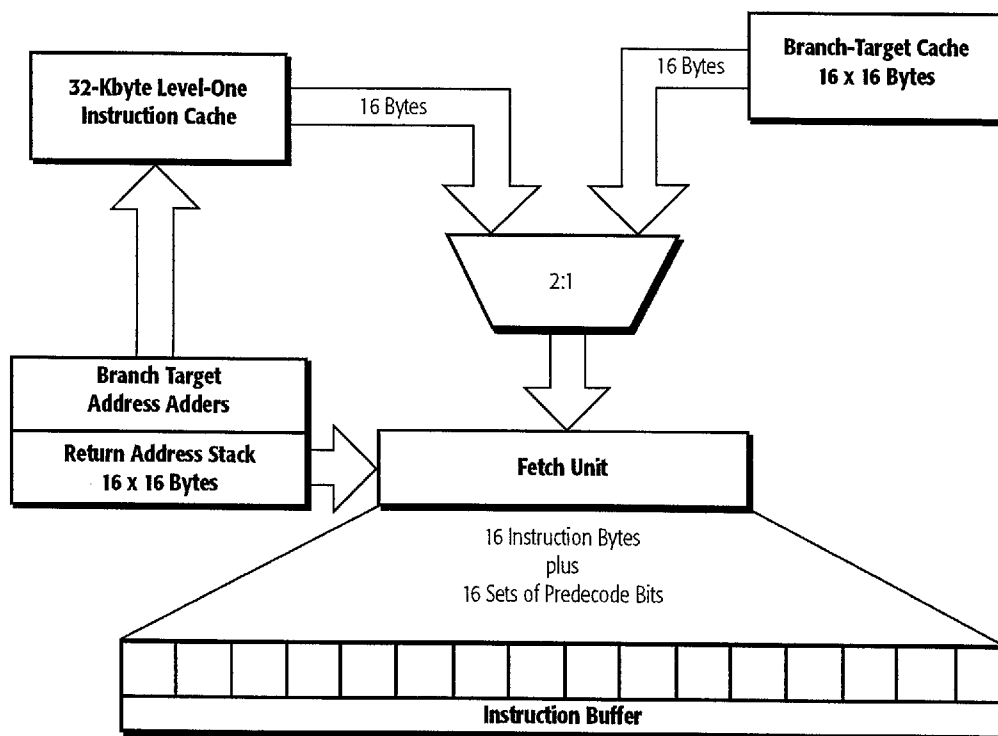 32-Kbyte Level-One
Instruction Cache
16 Bytes
16 Bytes
Branch-Target Cache
16 x 16 Bytes
2:1
Branch Target
Address Adders
Return Address Stack
16 x 16 Bytes
Fetch Unit
16 Instruction Bytes
plus
16 Sets of Predecode Bits
Instruction Buffer